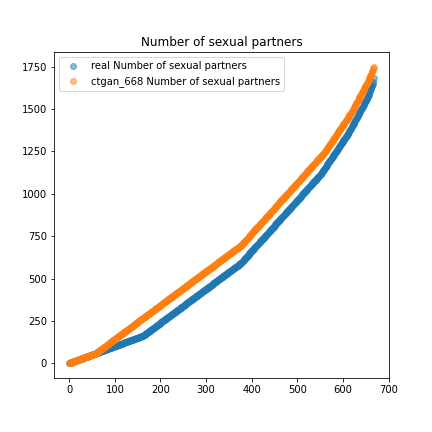 Number of sexual partners
real Number of sexual partners
ctgan_668 Number of sexual partners
1750
1500
1250
1000
750
500
250
0
0 100 200 300 400 500 600 700